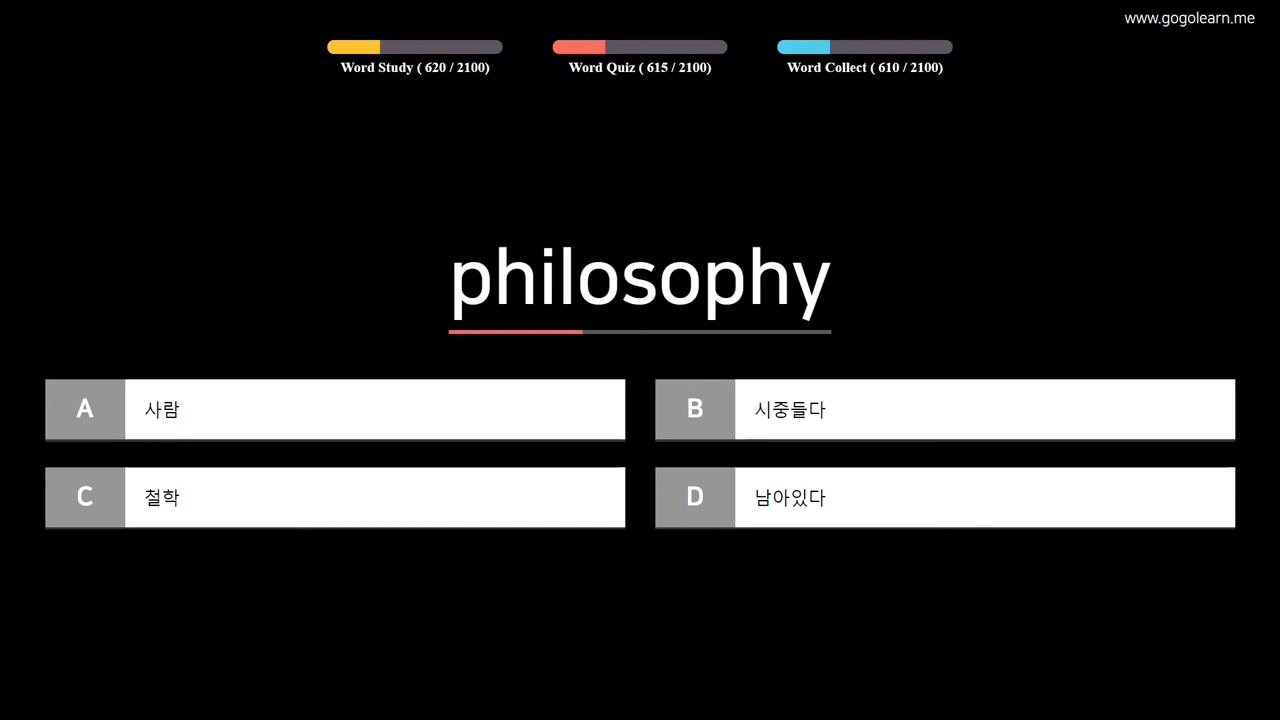 www.gogolearn.me
Word Study ( 620 / 2100)
Word Quiz ( 615 / 2100)
Word Collect ( 610 / 2100)
philosophy
A 사람
B 시중들다
C 철학
D 남아있다